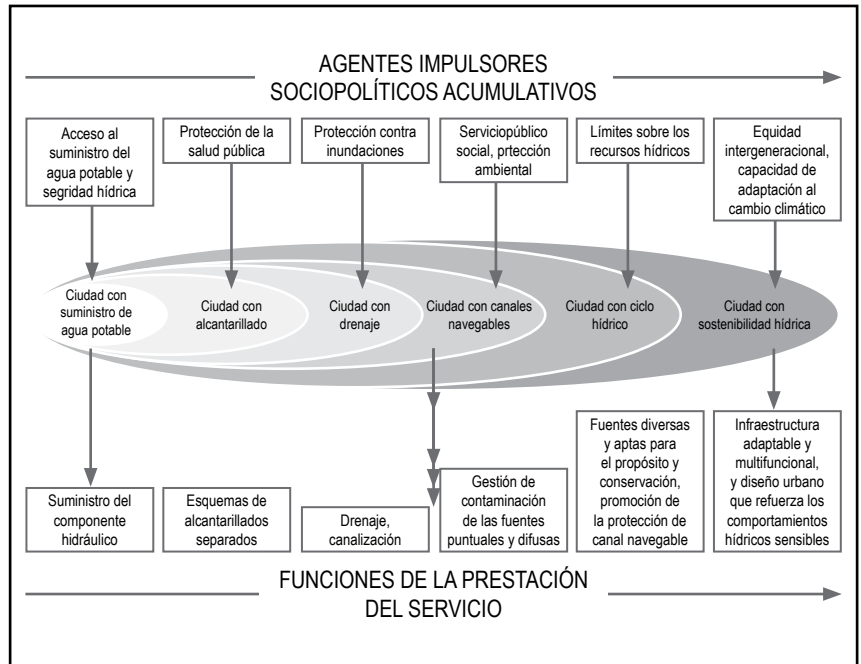 AGENTES IMPULSORES
SOCIOPOLÍTICOS ACUMULATIVOS
Acceso al
suministro del
agua potable y
segridad hídrica
Protección de la
salud pública
Protección contra
inundaciones
Serviciopúblico
social, prtección
ambiental
Límites sobre los
recursos hídricos
Equidad
intergeneracional,
capacidad de
adaptación al
cambio climático
Ciudad con
suministro de
agua potable
Ciudad con
alcantarillado
Ciudad con
drenaje
Ciudad con canales
navegables
Ciudad con ciclo
hídrico
Ciudad con
sostenibilidad hídrica
Suministro del
componente
hidráulico
Esquemas de
alcantarillados
separados
Drenaje,
canalización
Gestión de
contaminación
de las fuentes
puntuales y difusas
Fuentes diversas
y aptas para
el propósito y
conservación,
promoción de
la protección de
canal navegable
Infraestructura
adaptable y
multifuncional,
y diseño urbano
que refuerza los
comportamientos
hídricos sensibles
FUNCIONES DE LA PRESTACIÓN
DEL SERVICIO